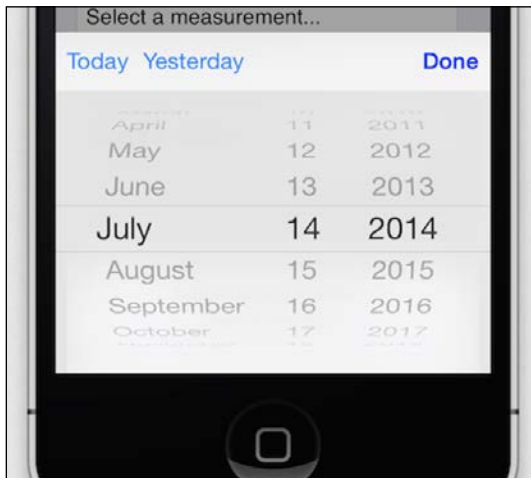 Select a measurement...
Today Yesterday Done
April 11 2011
May 12 2012
June 13 2013
July 14 2014
August 15 2015
September 16 2016
October 17 2017